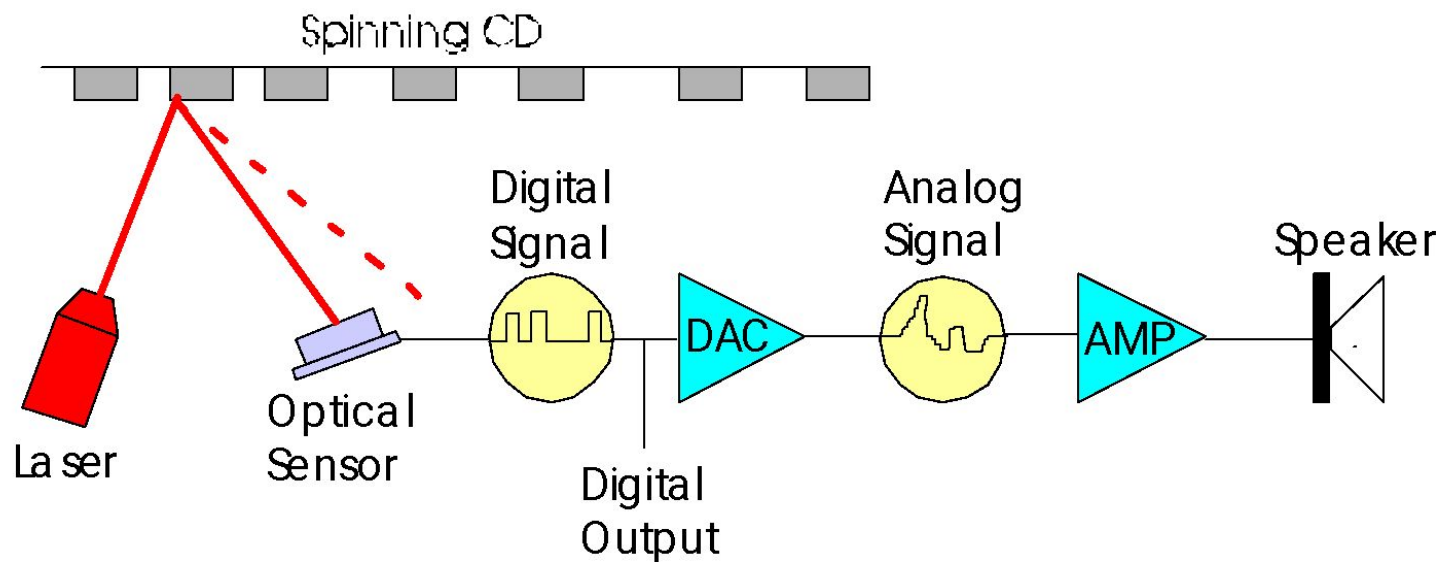 Spinning CD
Digital
Signal
Analog
Signal
Speaker
DAC
AMP
Laser
Optical
Sensor
Digital
Output